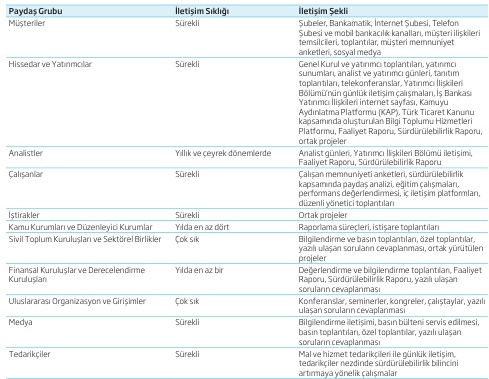 Paydaş Grubu İletişim Sıklığı İletişim Şekli
Müşteriler Sürekli Şubeler, Bankamatik, İnternet Şubesi, Telefon
Şubesi ve mobil bankacılık kanalları, müşteri ilişkileri
temsilcileri, toplantılar, müşteri memnuniyet
anketleri, sosyal medya
Hissedar ve Yatırımcılar Sürekli Genel Kurul ve yatırımcı toplantıları, yatırımcı
sunumları, analist ve yatırımcı günleri, tanıtım
toplantıları, telekonferanslar, Yatırımcı İlişkileri
Bölümü'nün günlük iletişim çalışmaları, İş Bankası
Yatırımcı İlişkileri internet sayfası, Kamuyu
Aydınlatma Platformu (KAP), Türk Ticaret Kanunu
kapsamında oluşturulan Bilgi Toplumu Hizmetleri
Platformu, Faaliyet Raporu, Sürdürülebilirlik Raporu,
ortak projeler
Analistler Yıllık ve çeyrek dönemlerde Analist günleri, Yatırımcı İlişkileri Bölümü iletişimi,
Faaliyet Raporu, Sürdürülebilirlik Raporu
Çalışanlar Sürekli Çalışan memnuniyeti anketleri, sürdürülebilirlik
kapsamında paydaş analizi, eğitim çalışmaları,
performans değerlendirmesi, iç iletişim platformları,
düzenli yönetici toplantıları
İştirakler Sürekli Ortak projeler
Kamu Kurumları ve Düzenleyici Kurumlar Yılda en az dört Raporlama süreçleri, istişare toplantıları
Sivil Toplum Kuruluşları ve Sektörel Birlikler Çok sık Bilgilendirme ve basın toplantıları, özel toplantılar,
yazılı ulaşan soruların cevaplanması, ortak yürütülen
projeler
Finansal Kuruluşlar ve Derecelendirme Yılda en az bir Değerlendirme ve bilgilendirme toplantıları, Faaliyet
Kuruluşları Raporu, Sürdürülebilirlik Raporu, yazılı ulaşan
soruların cevaplanması
Uluslararası Organizasyon ve Girişimler Çok sık Konferanslar, seminerler, kongreler, çalıştaylar, yazılı
ulaşan soruların cevaplanması
Medya Sürekli Bilgilendirme iletişimi, basın bülteni servis edilmesi,
basın toplantıları, özel toplantılar, yazılı ulaşan
soruların cevaplanması
Tedarikçiler Sürekli Mal ve hizmet tedarikçileri ile günlük iletişim,
tedarikçiler nezdinde sürdürülebilirlik bilincini
artırmaya yönelik çalışmalar